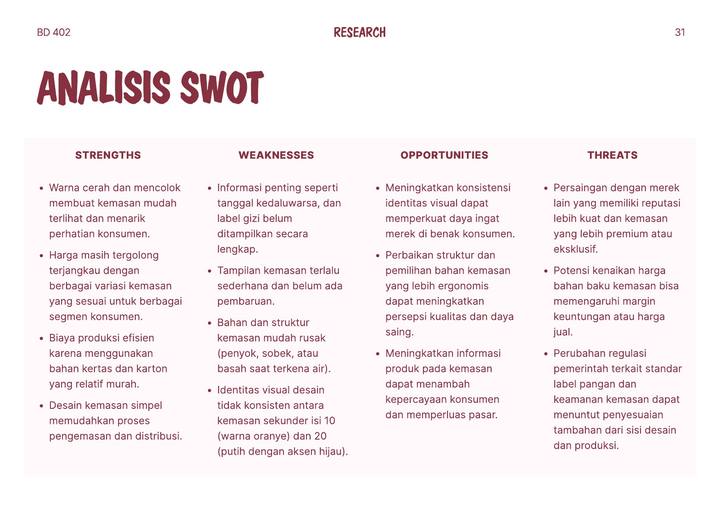 BD 402
RESEARCH
31
ANALISIS SWOT
STRENGTHS
• Warna cerah dan mencolok
membuat kemasan mudah
terlihat dan menarik
perhatian konsumen.
• Harga masih tergolong
terjangkau dengan
berbagai variasi kemasan
yang sesuai untuk berbagai
segmen konsumen.
• Biaya produksi efisien
karena menggunakan
bahan kertas dan karton
yang relatif murah.
• Desain kemasan simpel
memudahkan proses
pengemasan dan distribusi.
WEAKNESSES
• Informasi penting seperti
tanggal kedaluwarsa, dan
label gizi belum
ditampilkan secara
lengkap.
• Tampilan kemasan terlalu
sederhana dan belum ada
pembaruan.
• Bahan dan struktur
kemasan mudah rusak
(penyok, sobek, atau
basah saat terkena air).
• Identitas visual desain
tidak konsisten antara
kemasan sekunder isi 10
(warna oranye) dan 20
(putih dengan aksen hijau).
OPPORTUNITIES
• Meningkatkan konsistensi
identitas visual dapat
memperkuat daya ingat
merek di benak konsumen.
• Perbaikan struktur dan
pemilihan bahan kemasan
yang lebih ergonomis
dapat meningkatkan
persepsi kualitas dan daya
saing.
• Meningkatkan informasi
produk pada kemasan
dapat menambah
kepercayaan konsumen
dan memperluas pasar.
THREATS
• Persaingan dengan merek
lain yang memiliki reputasi
lebih kuat dan kemasan
yang lebih premium atau
eksklusif.
• Potensi kenaikan harga
bahan baku kemasan bisa
memengaruhi margin
keuntungan atau harga
jual.
• Perubahan regulasi
pemerintah terkait standar
label pangan dan
keamanan kemasan dapat
menuntut penyesuaian
tambahan dari sisi desain
dan produksi.